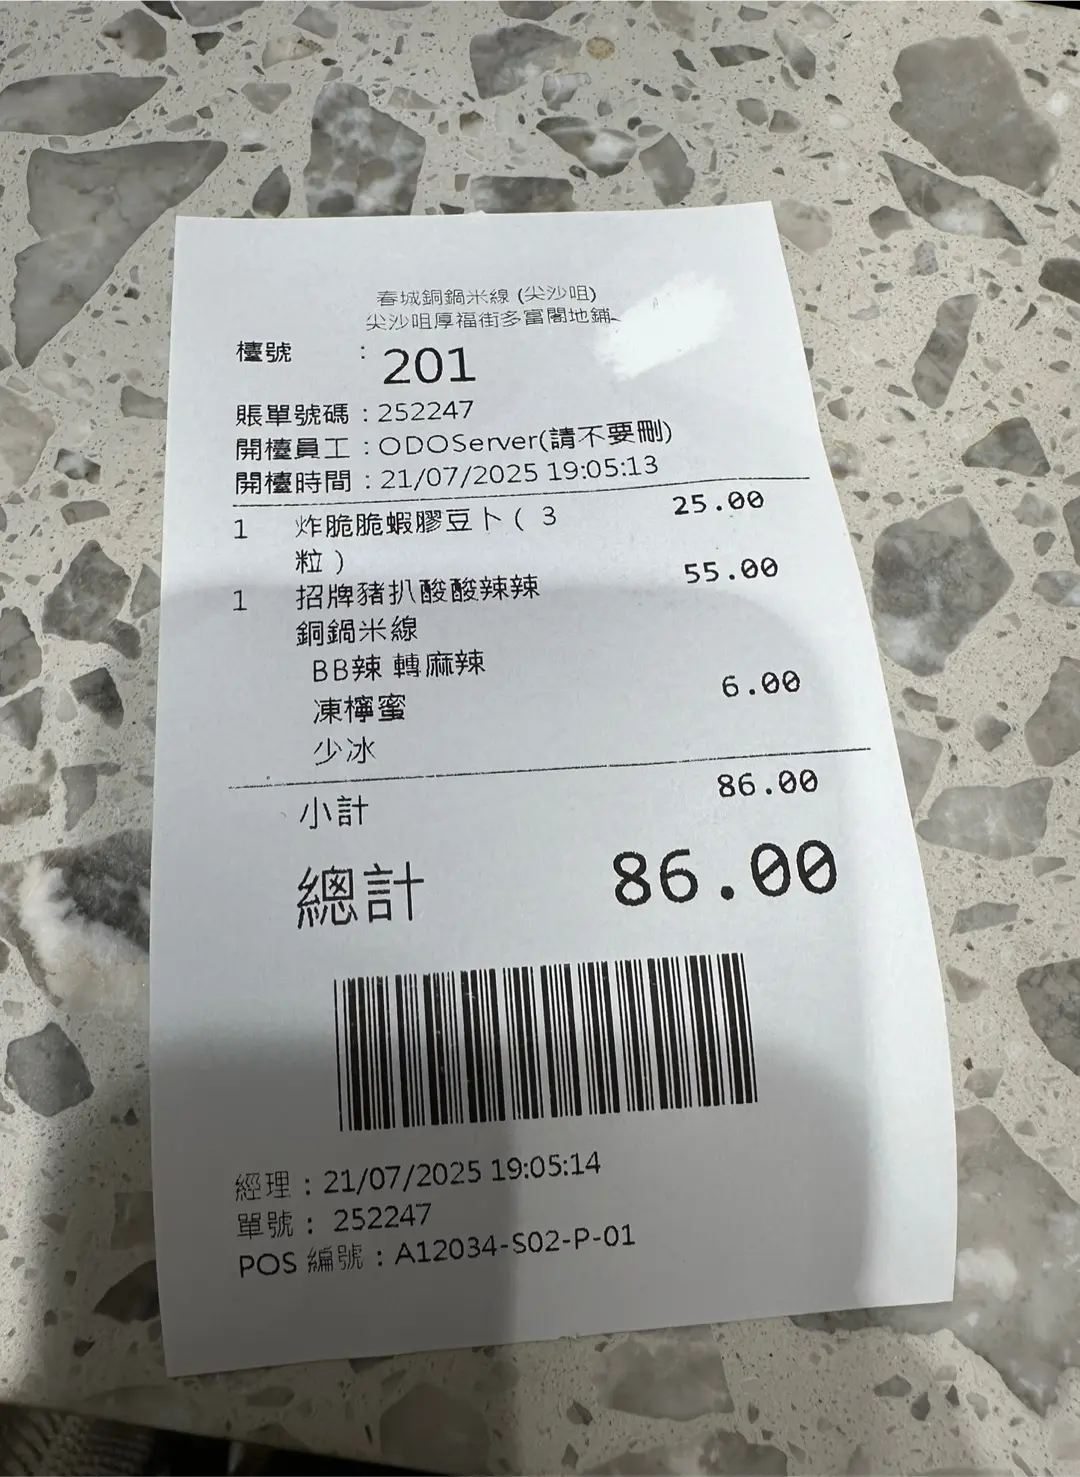 春城銅鍋米線 (尖沙咀)
尖沙咀厚福街多富閣地鋪
檯號 : 201
賬單號碼 : 252247
開檯員工 : ODOServer(請不要刪)
開檯時間 : 21/07/2025 19:05:13
1 炸脆脆蝦膠豆卜 ( 3 25.00
粒 )
1 招牌豬扒酸酸辣辣 55.00
銅鍋米線
BB辣 轉麻辣
凍檸蜜 6.00
少冰
小計 86.00
總計 86.00
經理 : 21/07/2025 19:05:14
單號 : 252247
POS 編號 : A12034-S02-P-01